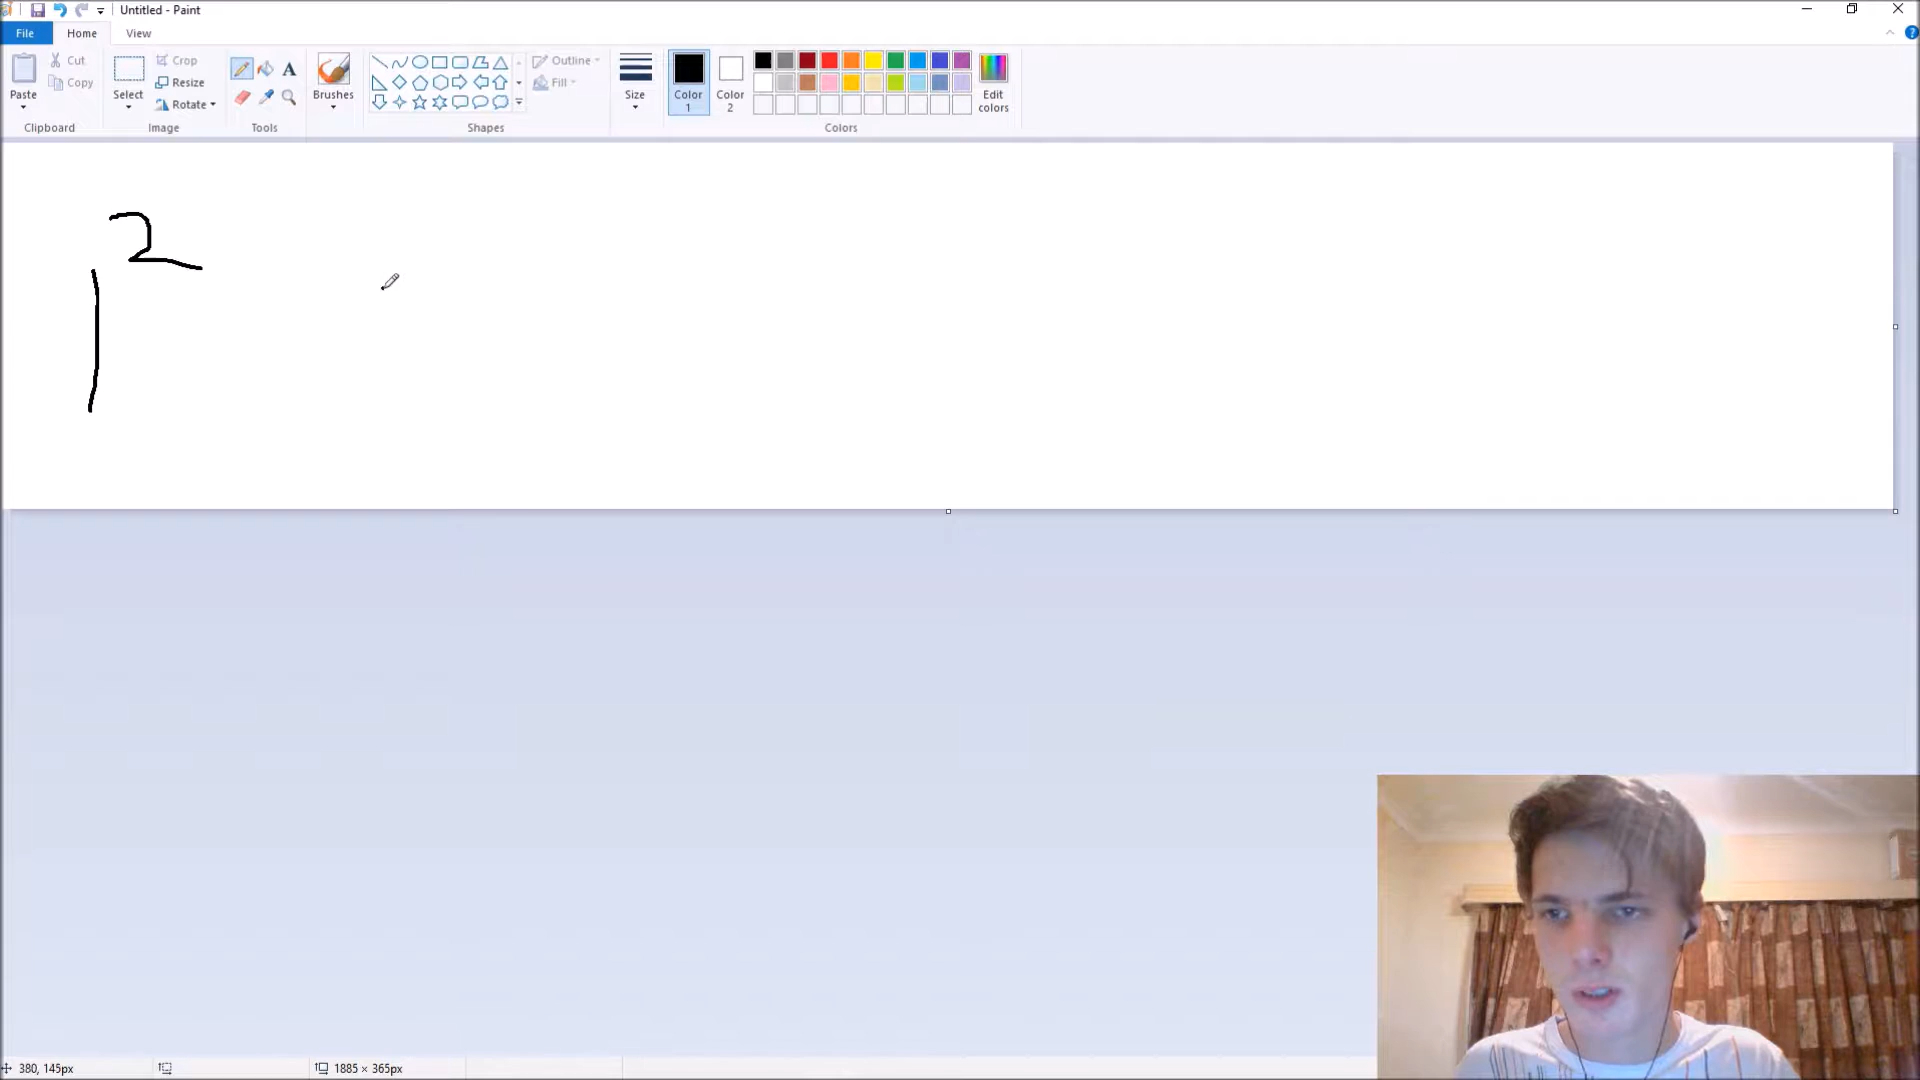 Untitled - Paint
File Home View
Paste
Cut
Copy
Clipboard
Select
Crop
Resize
Rotate
Image
A
Tools
Brushes
Shapes
Outline
Fill
Size
Color 1
Color 2
Edit colors
Colors
1²
380, 145px
1885 × 365px